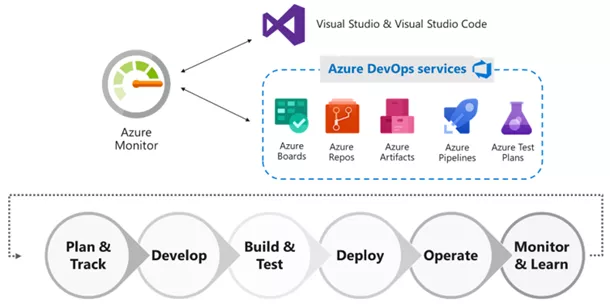 Visual Studio & Visual Studio Code
Azure DevOps services
Azure
Monitor
Azure
Boards
Azure
Repos
Azure
Artifacts
Azure
Pipelines
Azure Test
Plans
Plan &
Track
Develop
Build &
Test
Deploy
Operate
Monitor
& Learn